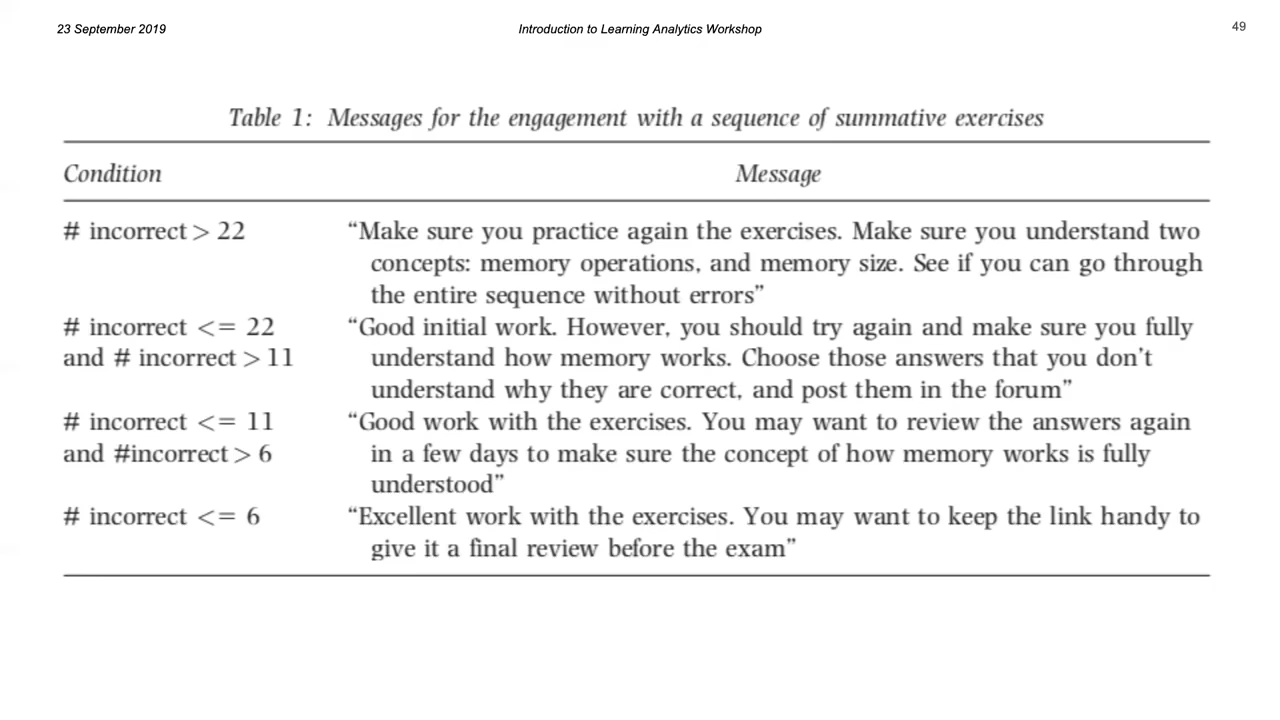 23 September 2019
Introduction to Learning Analytics Workshop
49
Table 1: Messages for the engagement with a sequence of summative exercises
Condition
Message
# incorrect > 22
“Make sure you practice again the exercises. Make sure you understand two
concepts: memory operations, and memory size. See if you can go through
the entire sequence without errors”
# incorrect <= 22
and # incorrect > 11
“Good initial work. However, you should try again and make sure you fully
understand how memory works. Choose those answers that you don’t
understand why they are correct, and post them in the forum”
# incorrect <= 11
and #incorrect > 6
“Good work with the exercises. You may want to review the answers again
in a few days to make sure the concept of how memory works is fully
understood”
# incorrect <= 6
“Excellent work with the exercises. You may want to keep the link handy to
give it a final review before the exam”